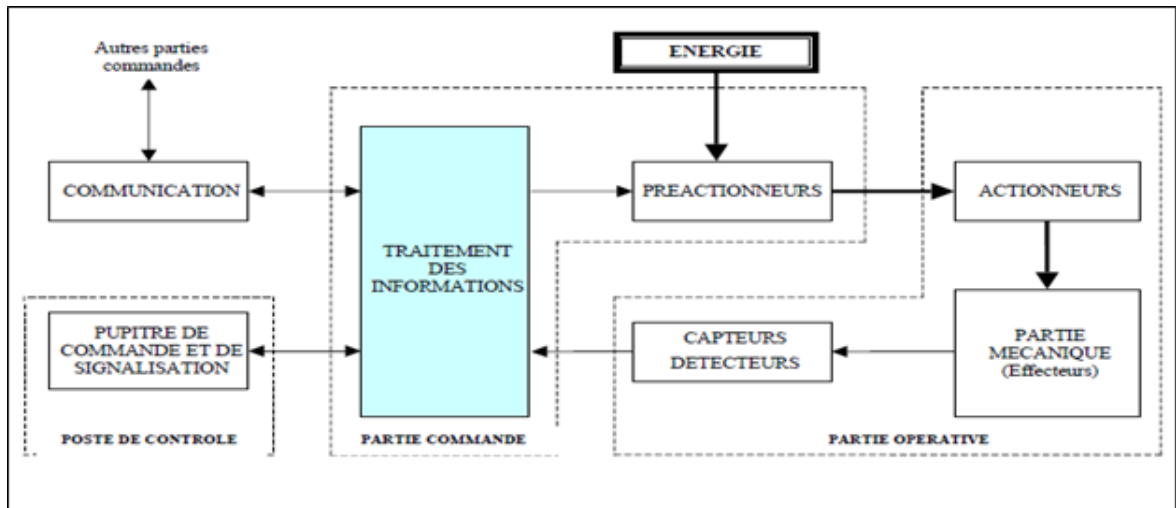 Autres parties
commandes
ENERGIE
COMMUNICATION
PREACTIONNEURS
ACTIONNEURS
TRAITEMENT
DES
INFORMATIONS
PUPITRE DE
COMMANDE ET DE
SIGNALISATION
CAPTEURS
DETECTEURS
PARTIE
MECANIQUE
(Effecteurs)
POSTE DE CONTROLE
PARTIE COMMANDE
PARTIE OPERATIVE